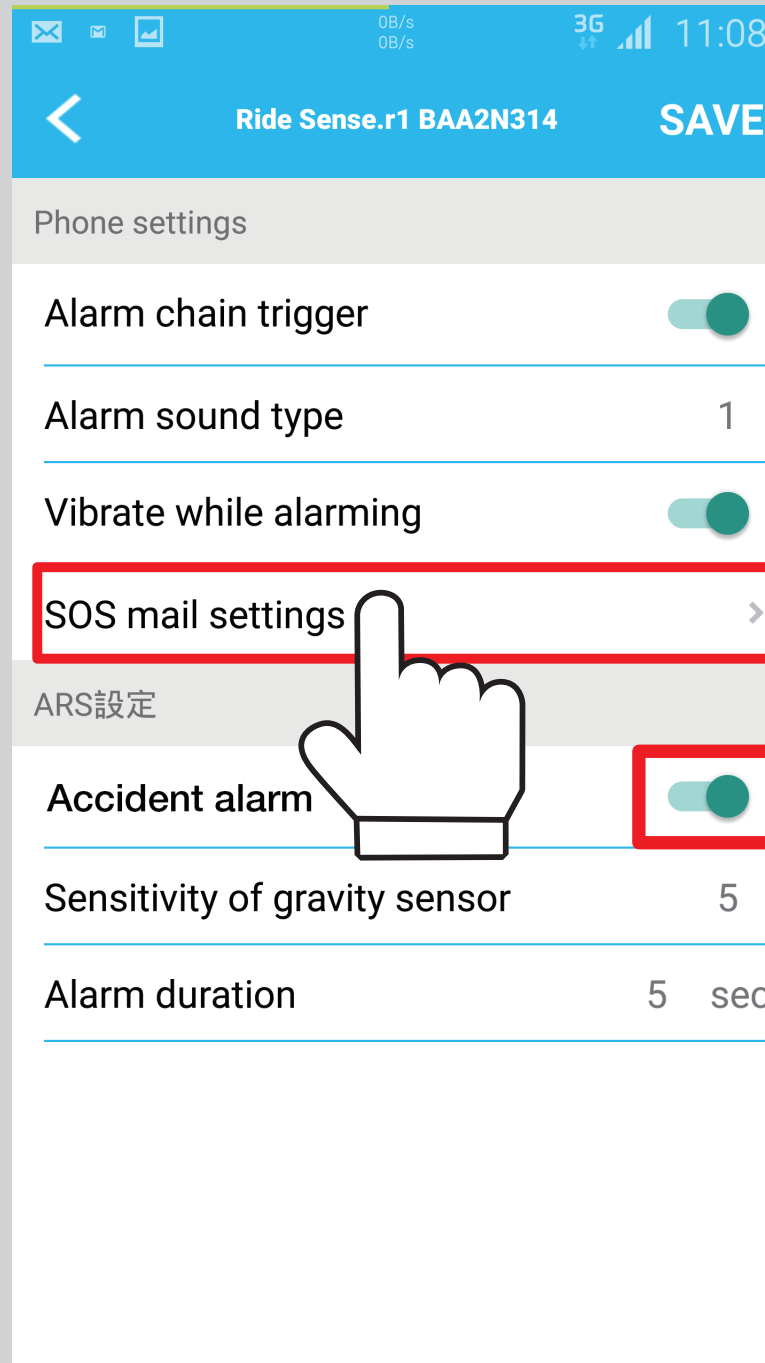 0B/s
0B/s
3G
11:08
Ride Sense.r1 BAA2N314
SAVE
Phone settings
Alarm chain trigger
Alarm sound type 1
Vibrate while alarming
SOS mail settings
ARS設定
Accident alarm
Sensitivity of gravity sensor 5
Alarm duration 5 sec